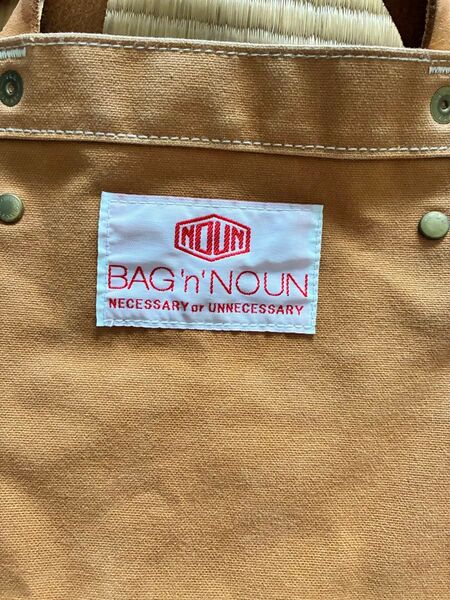 NOUN
BAG 'n' NOUN
NECESSARY or UNNECESSARY